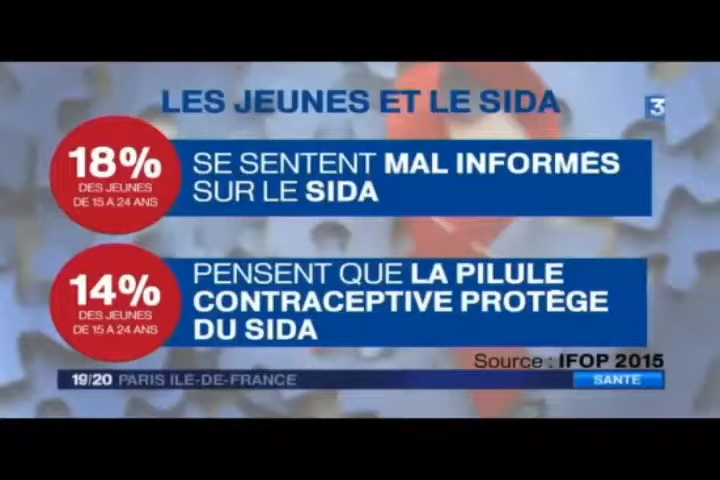 LES JEUNES ET LE SIDA
3
18%
DES JEUNES
DE 15 A 24 ANS
SE SENTENT MAL INFORMÉS
SUR LE SIDA
14%
DES JEUNES
DE 15 A 24 ANS
PENSENT QUE LA PILULE
CONTRACEPTIVE PROTÈGE
DU SIDA
Source : IFOP 2015
19/20 PARIS ILE-DE-FRANCE
SANTÉ